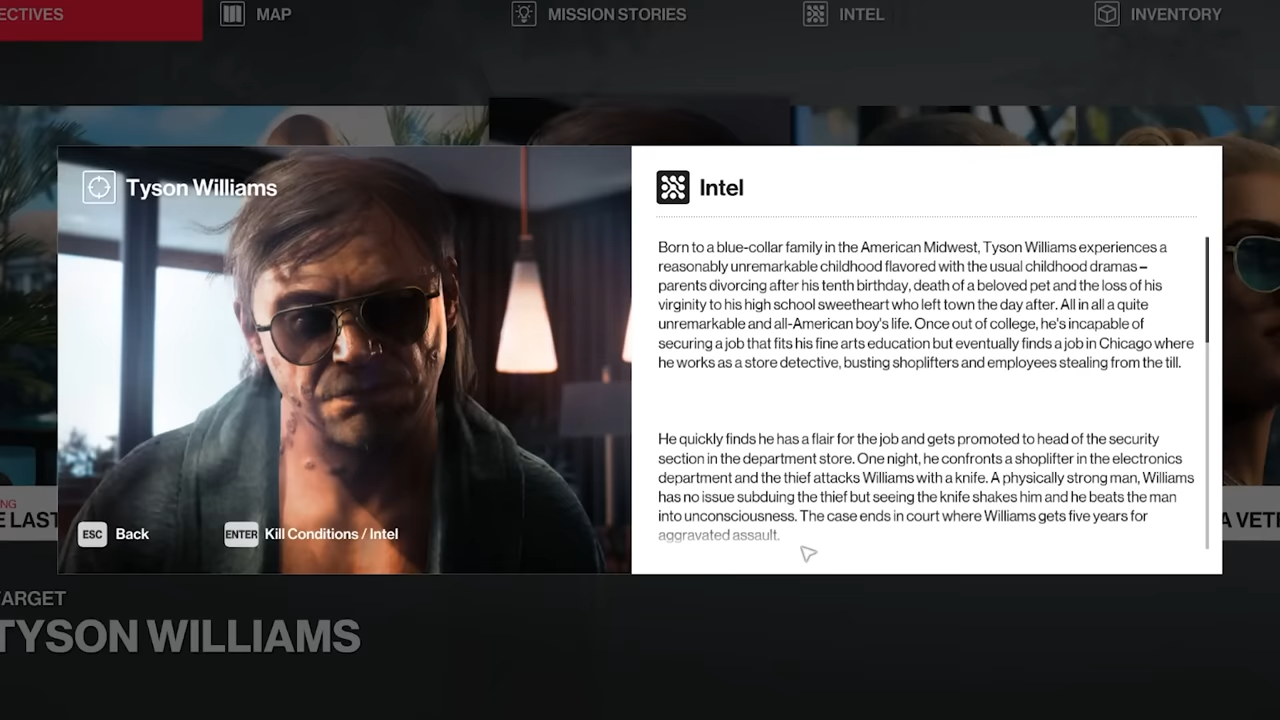 ECTIVES
MAP
MISSION STORIES
INTEL
INVENTORY
Tyson Williams
Intel
Born to a blue-collar family in the American Midwest, Tyson Williams experiences a
reasonably unremarkable childhood flavored with the usual childhood dramas –
parents divorcing after his tenth birthday, death of a beloved pet and the loss of his
virginity to his high school sweetheart who left town the day after. All in all a quite
unremarkable and all-American boy's life. Once out of college, he's incapable of
securing a job that fits his fine arts education but eventually finds a job in Chicago where
he works as a store detective, busting shoplifters and employees stealing from the till.
He quickly finds he has a flair for the job and gets promoted to head of the security
section in the department store. One night, he confronts a shoplifter in the electronics
department and the thief attacks Williams with a knife. A physically strong man, Williams
has no issue subduing the thief but seeing the knife shakes him and he beats the man
into unconsciousness. The case ends in court where Williams gets five years for
aggravated assault.
NG
E LAST
A VETE
ESC Back
ENTER Kill Conditions / Intel
ARGET
TYSON WILLIAMS